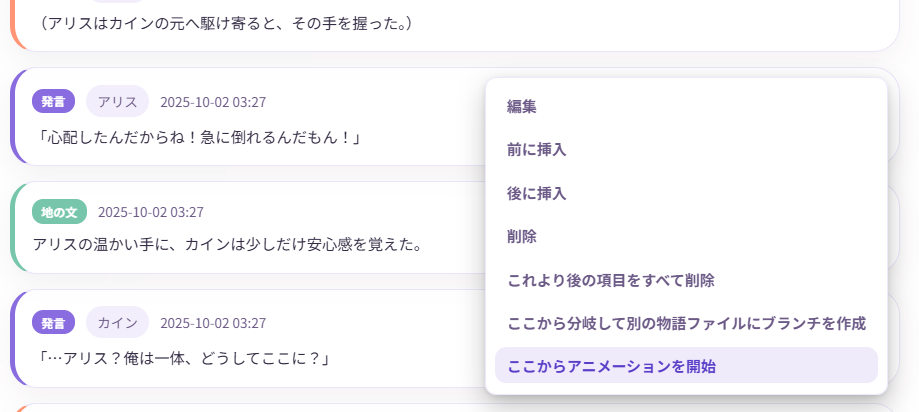 （アリスはカインの元へ駆け寄ると、その手を握った。）
発言 アリス 2025-10-02 03:27
「心配したんだからね！急に倒れるんだもん！」
地の文 2025-10-02 03:27
アリスの温かい手に、カインは少しだけ安心感を覚えた。
発言 カイン 2025-10-02 03:27
「…アリス？俺は一体、どうしてここに？」
編集
前に挿入
後に挿入
削除
これより後の項目をすべて削除
ここから分岐して別の物語ファイルにブランチを作成
ここからアニメーションを開始